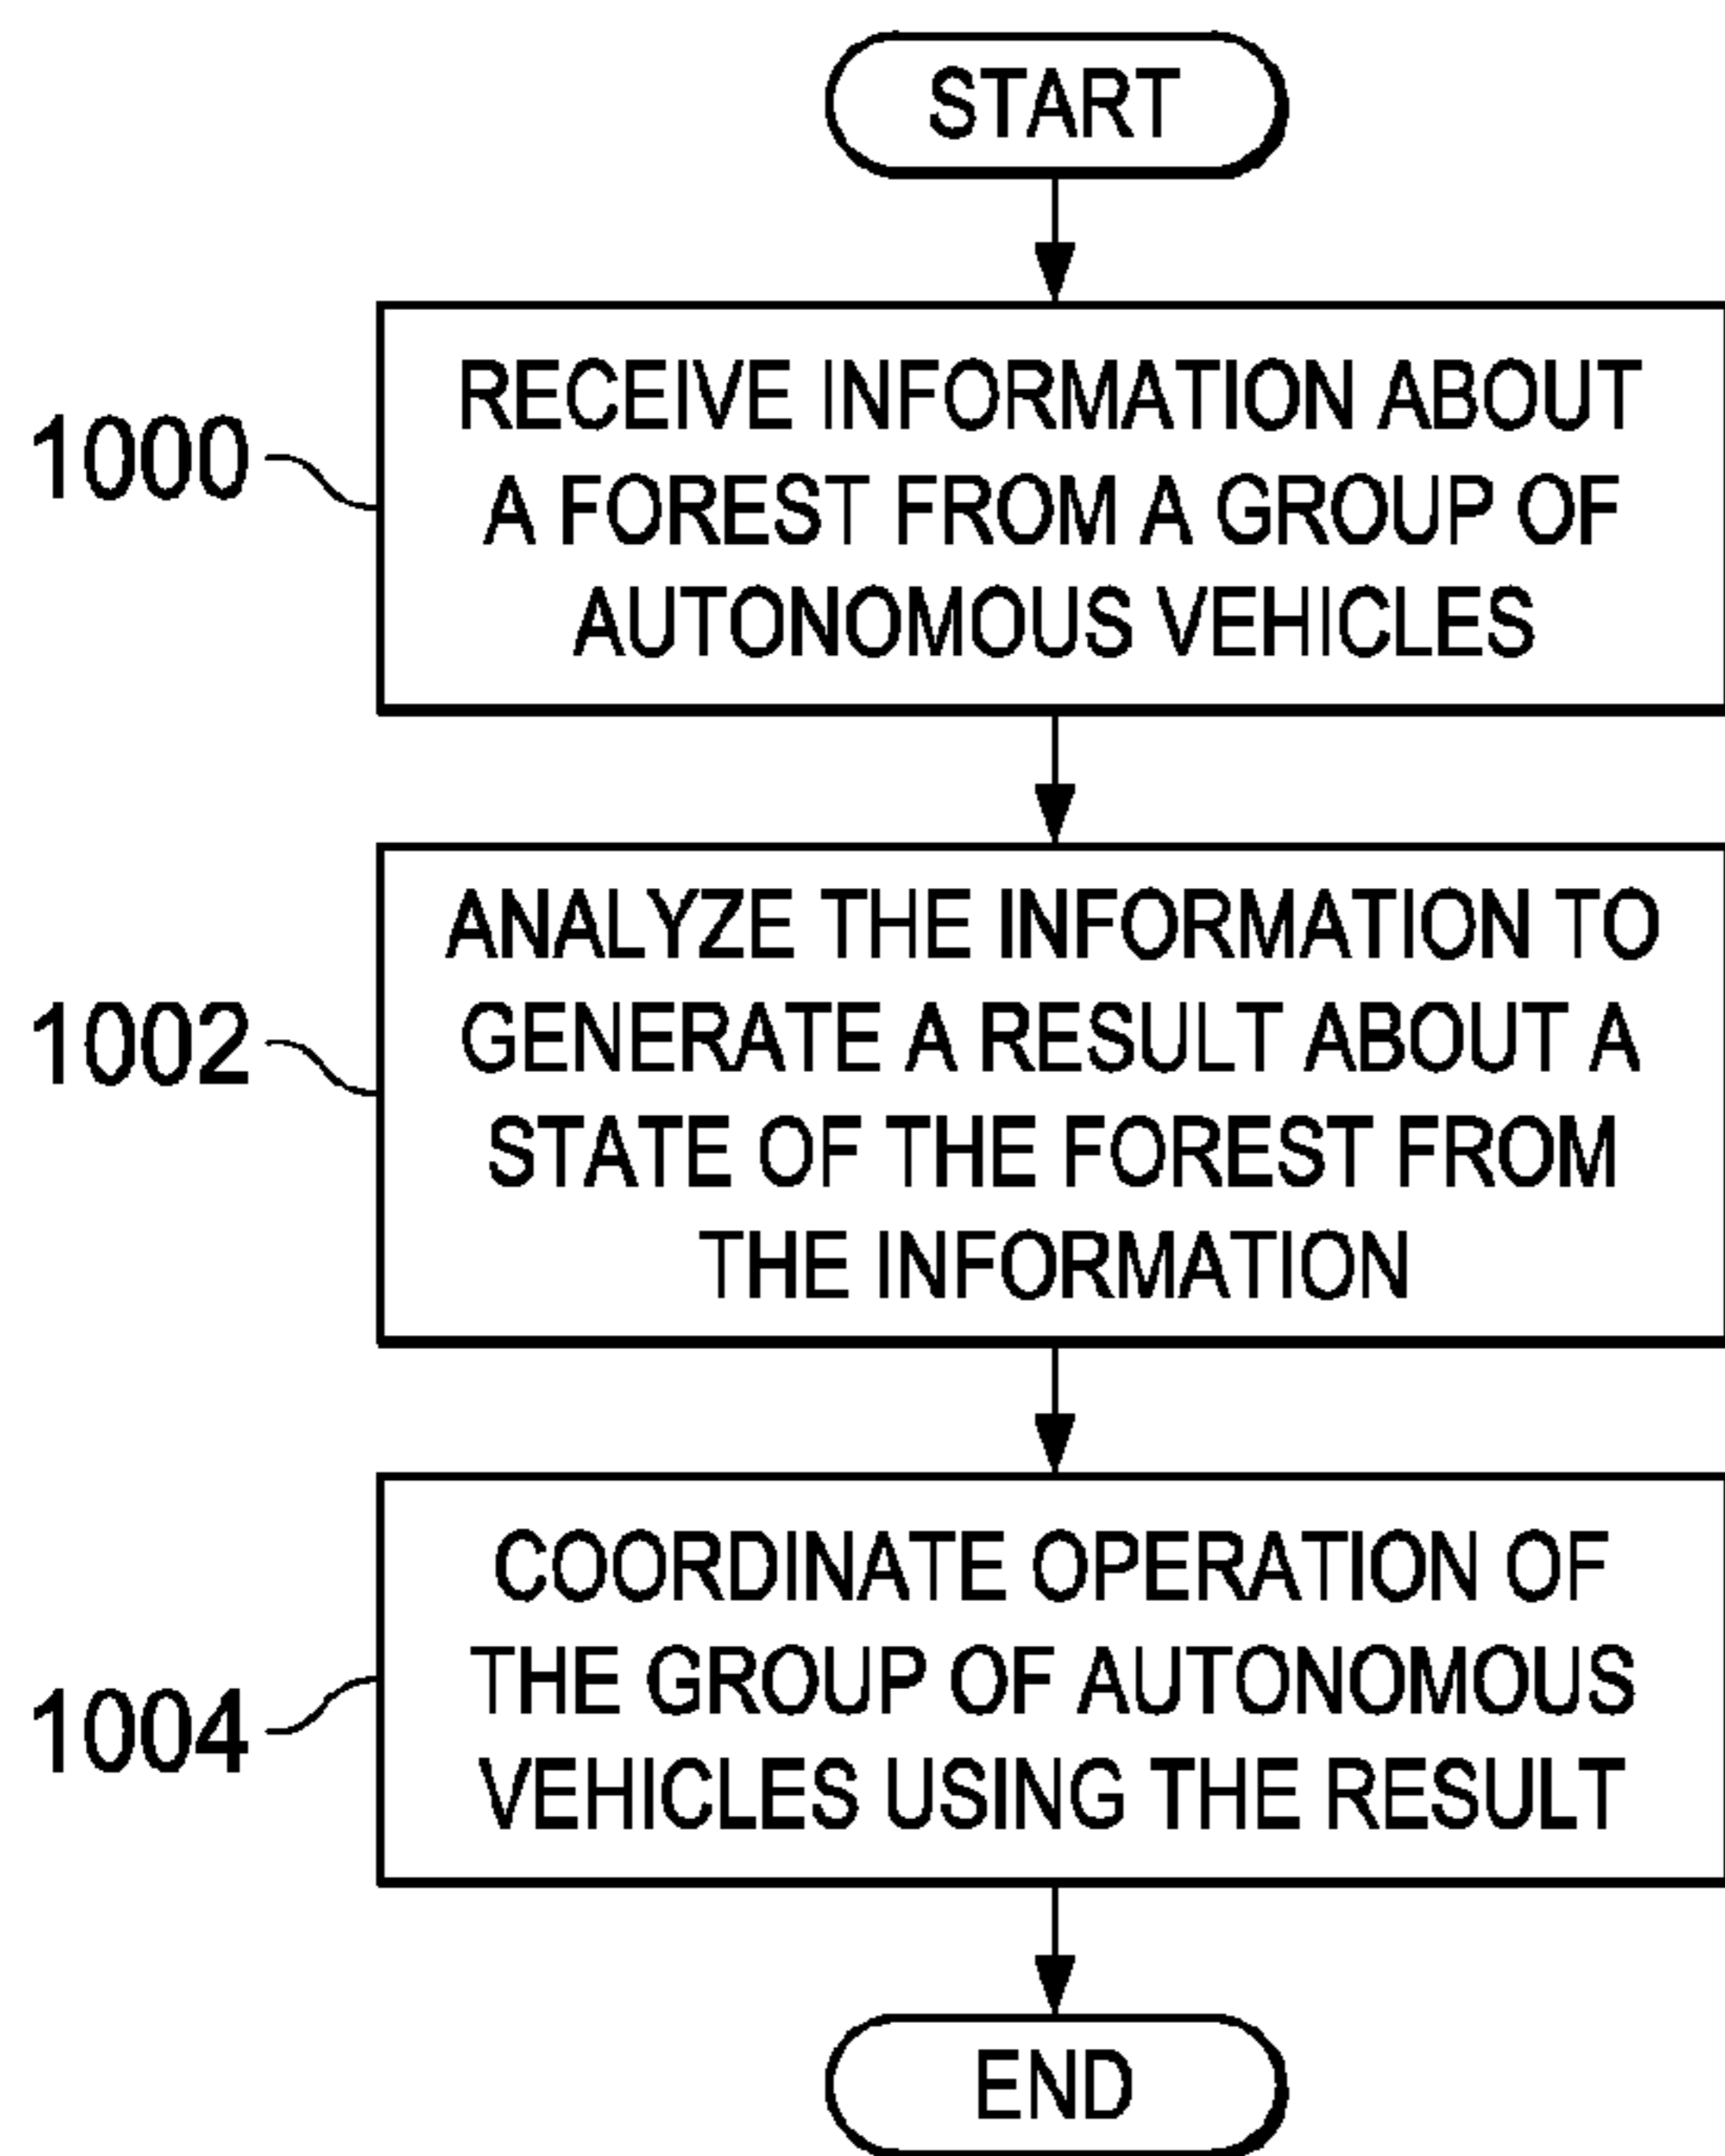 START
1000
RECEIVE INFORMATION ABOUT
A FOREST FROM A GROUP OF
AUTONOMOUS VEHICLES
1002
ANALYZE THE INFORMATION TO
GENERATE A RESULT ABOUT A
STATE OF THE FOREST FROM
THE INFORMATION
1004
COORDINATE OPERATION OF
THE GROUP OF AUTONOMOUS
VEHICLES USING THE RESULT
END